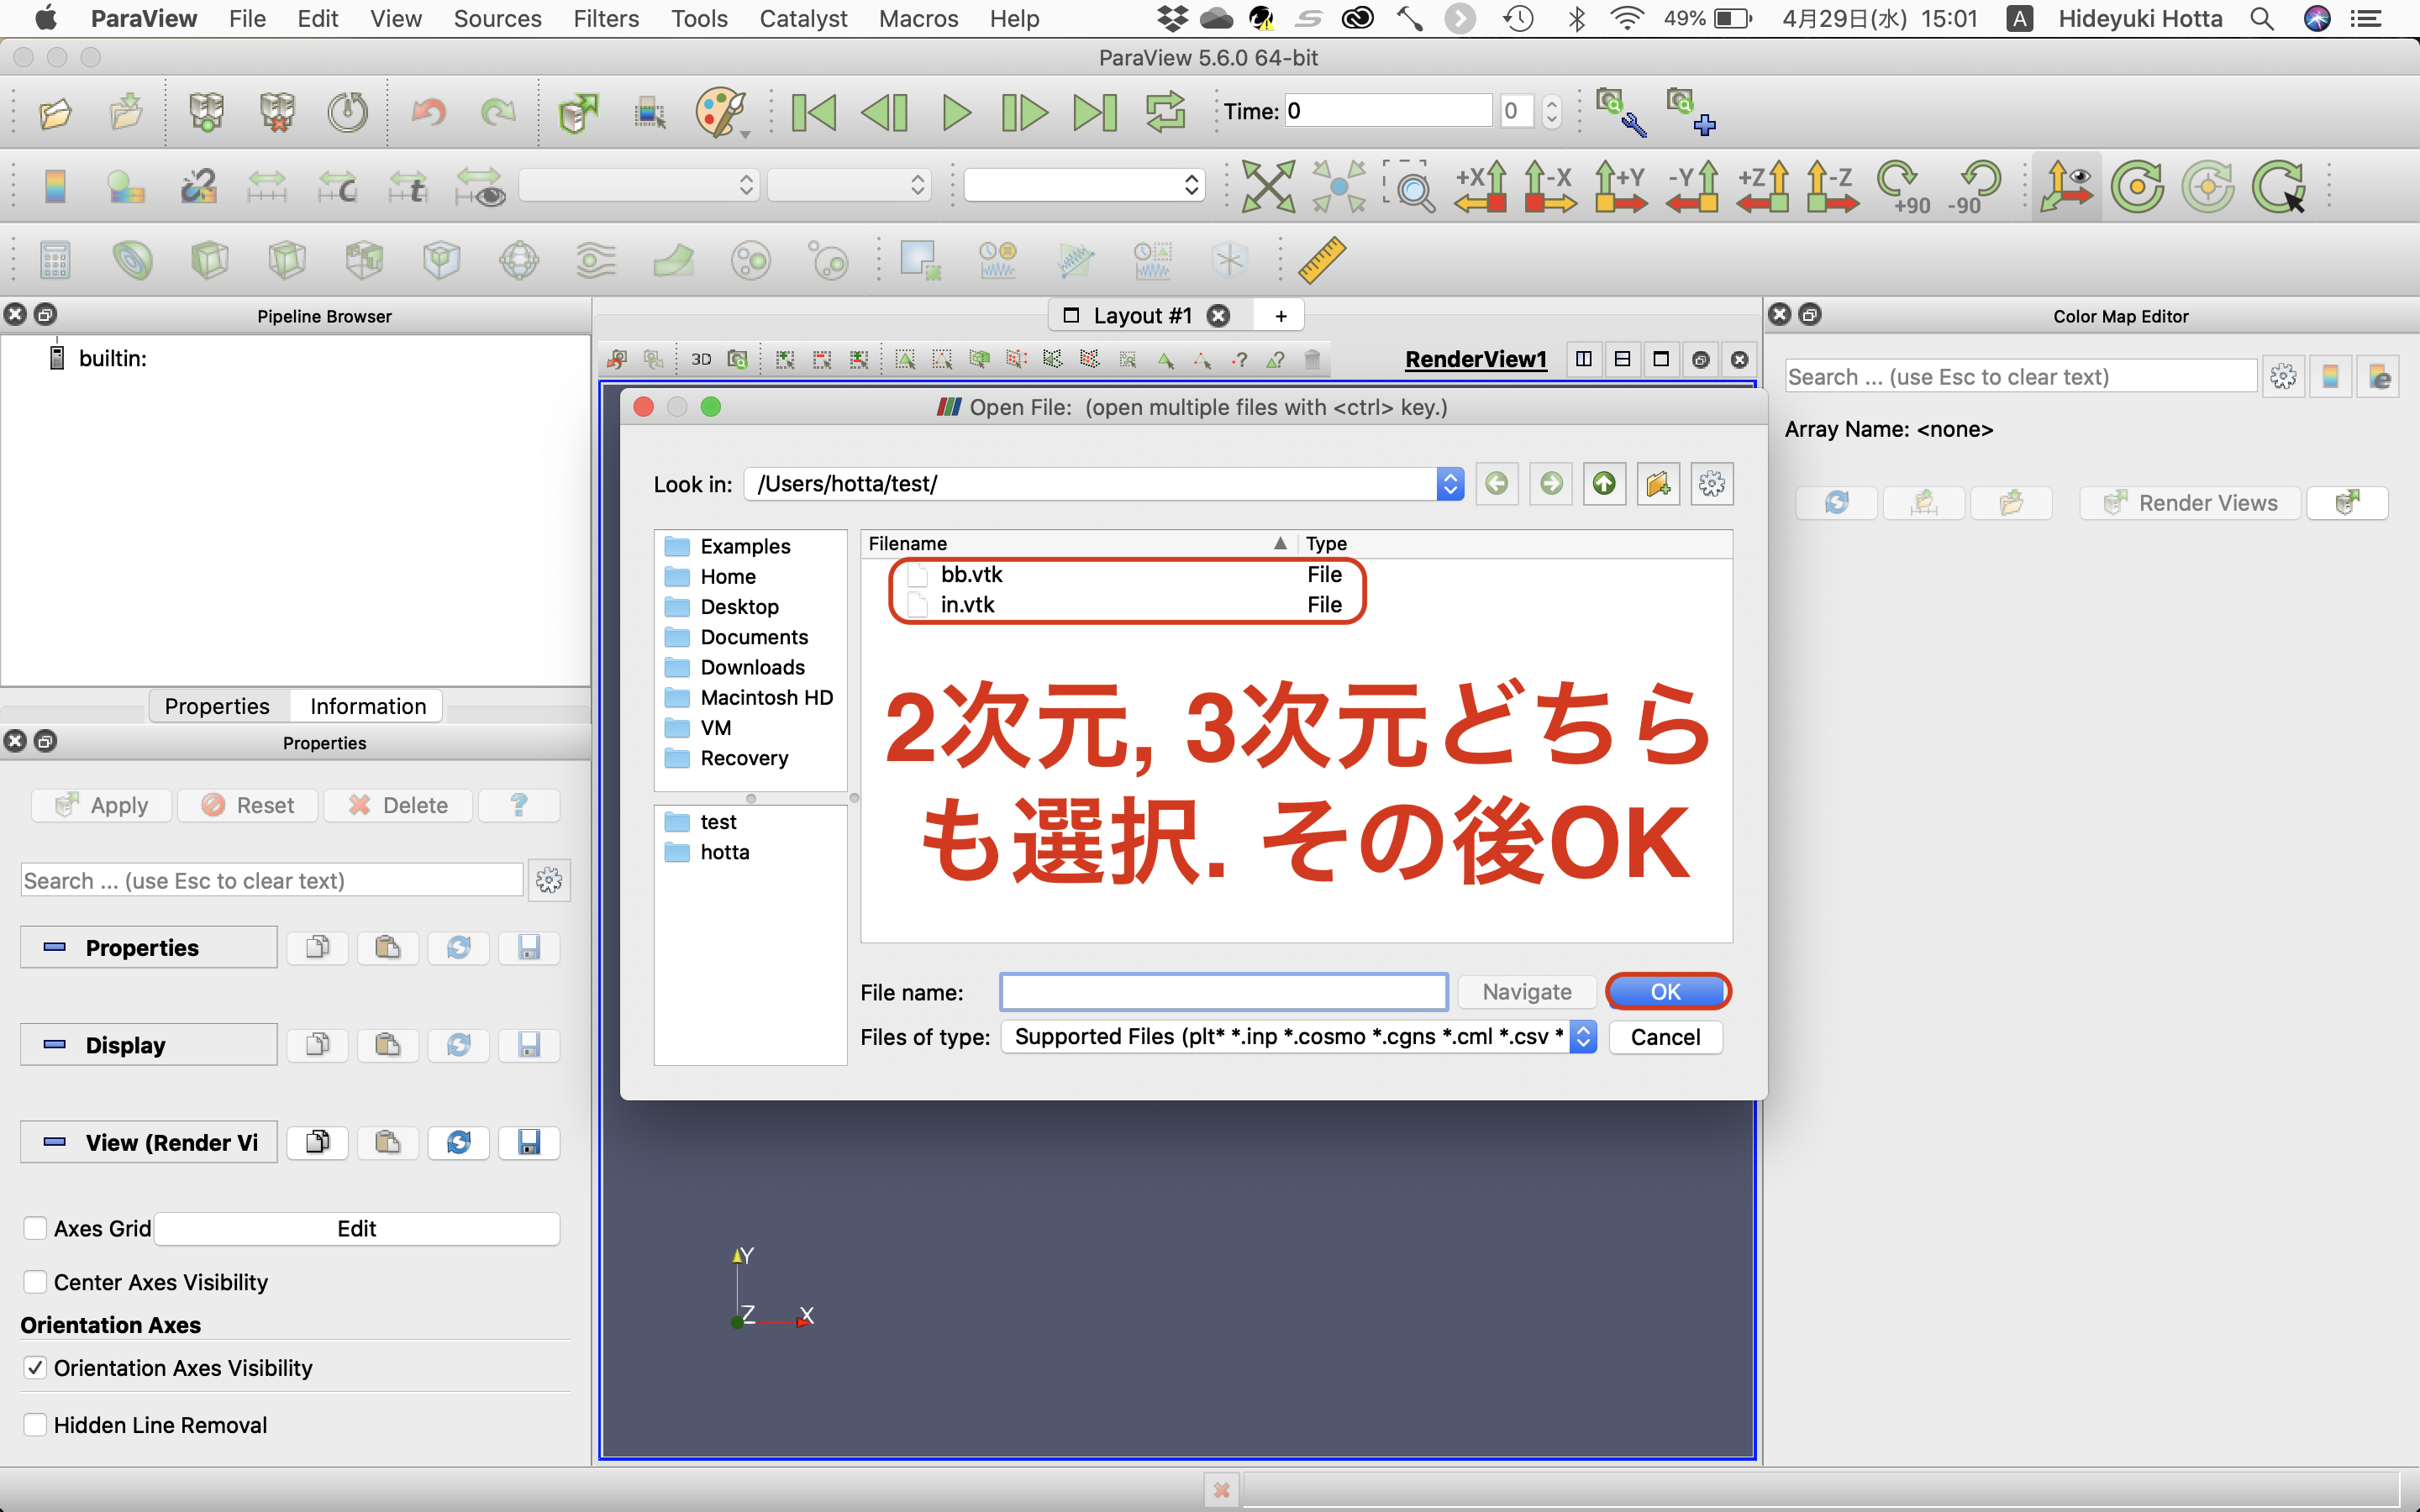 ParaView File Edit View Sources Filters Tools Catalyst Macros Help 49% 4月29日(水) 15:01 A Hideyuki Hotta
ParaView 5.6.0 64-bit
Time: 0 0
C t +X -X +Y -Y +Z -Z +90 -90
Pipeline Browser
Layout #1 +
Color Map Editor
builtin:
3D ? ? RenderView1
Search ... (use Esc to clear text) e
Array Name: <none>
Render Views
Open File: (open multiple files with <ctrl> key.)
Look in: /Users/hotta/test/
Examples
Home
Desktop
Documents
Downloads
Macintosh HD
VM
Recovery
test
hotta
Filename Type
bb.vtk File
in.vtk File
2次元, 3次元どちら
も選択. その後OK
File name: Navigate OK
Files of type: Supported Files (plt* *.inp *.cosmo *.cgns *.cml *.csv * Cancel
Properties Information
Properties
Apply Reset Delete ?
Search ... (use Esc to clear text)
Properties
Display
View (Render Vi
Axes Grid Edit
Center Axes Visibility
Orientation Axes
Orientation Axes Visibility
Hidden Line Removal
Y
Z X